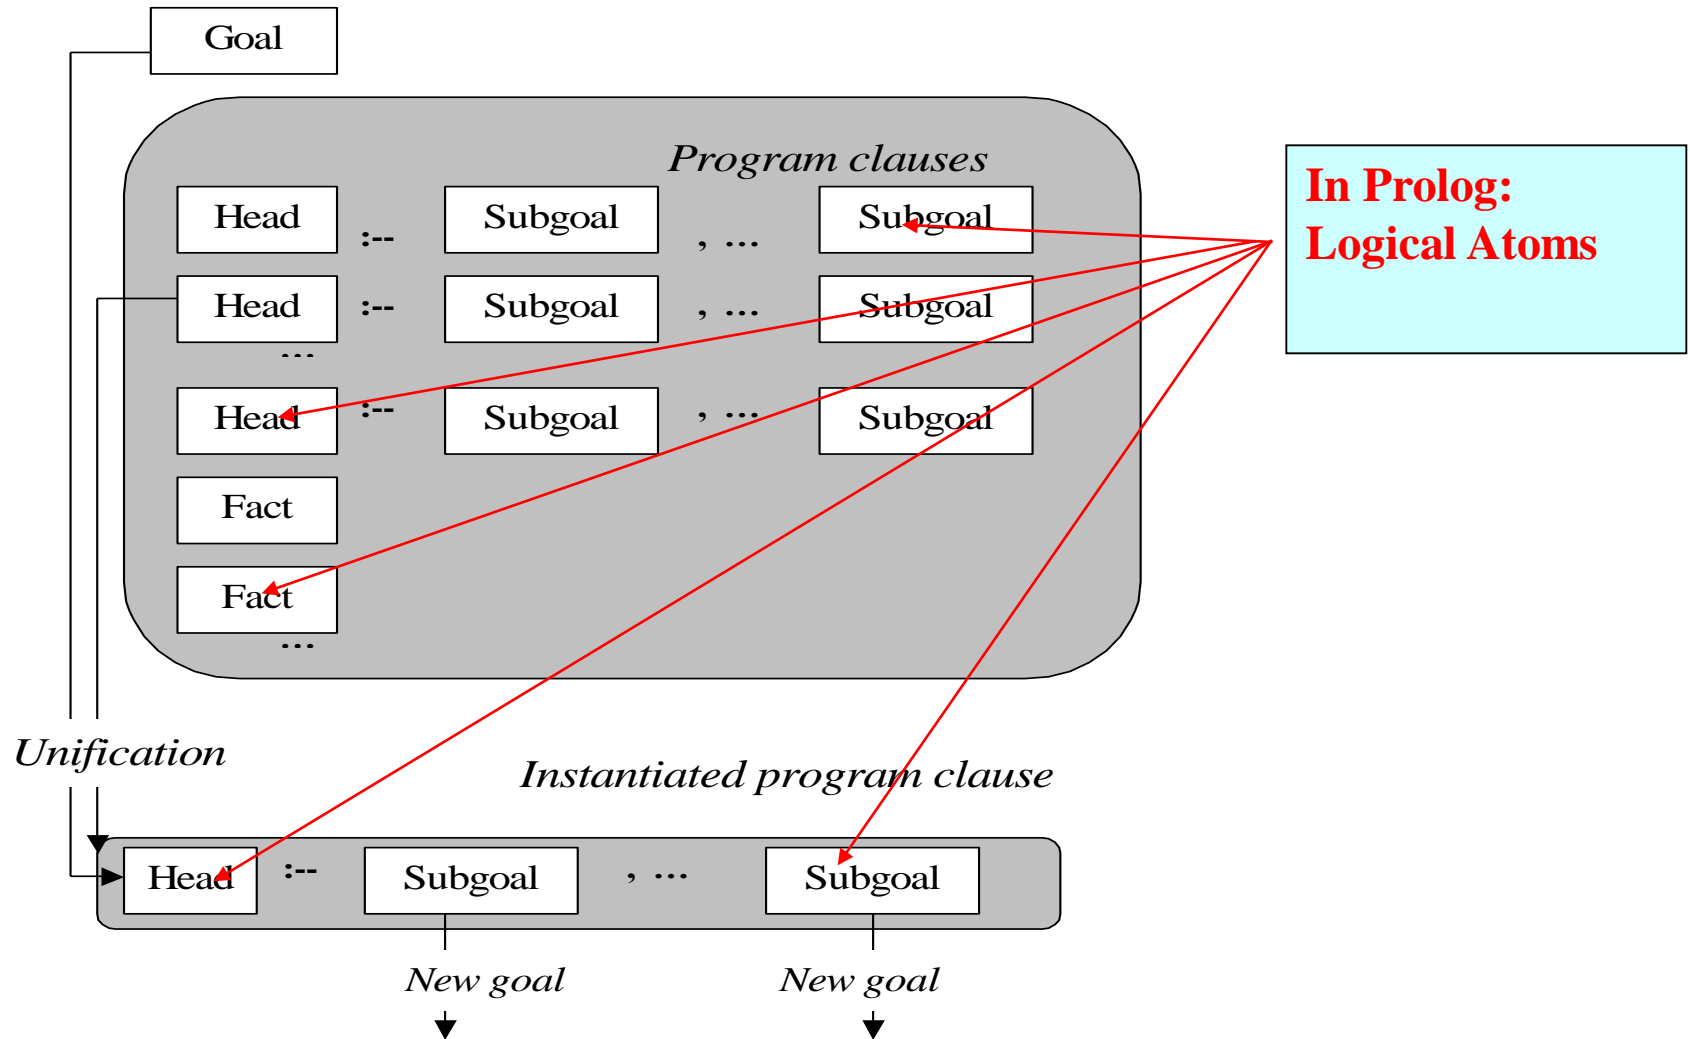 Goal
Program clauses
Head :-- Subgoal , ... Subgoal
Head :-- Subgoal , ... Subgoal
...
Head :-- Subgoal , ... Subgoal
Fact
Fact
...
In Prolog:
Logical Atoms
Unification
Instantiated program clause
Head :-- Subgoal , ... Subgoal
New goal New goal